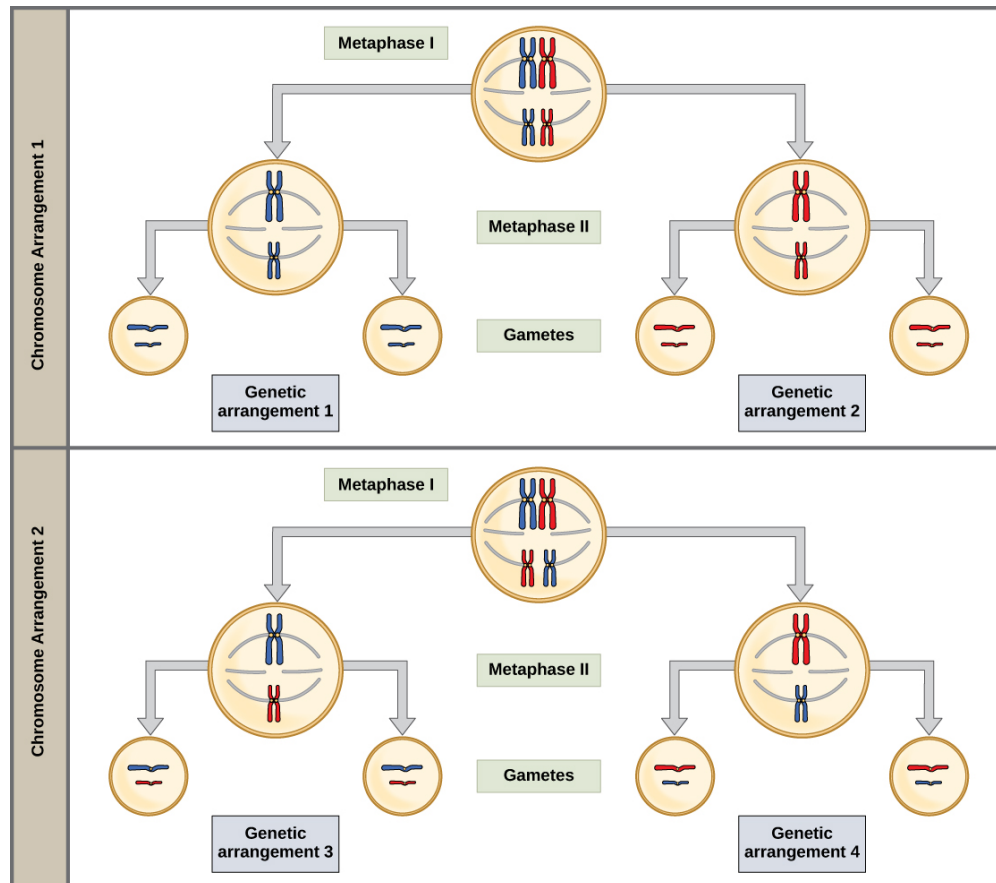 Chromosome Arrangement 1
Metaphase I
Metaphase II
Gametes
Genetic
arrangement 1
Genetic
arrangement 2
Chromosome Arrangement 2
Metaphase I
Metaphase II
Gametes
Genetic
arrangement 3
Genetic
arrangement 4